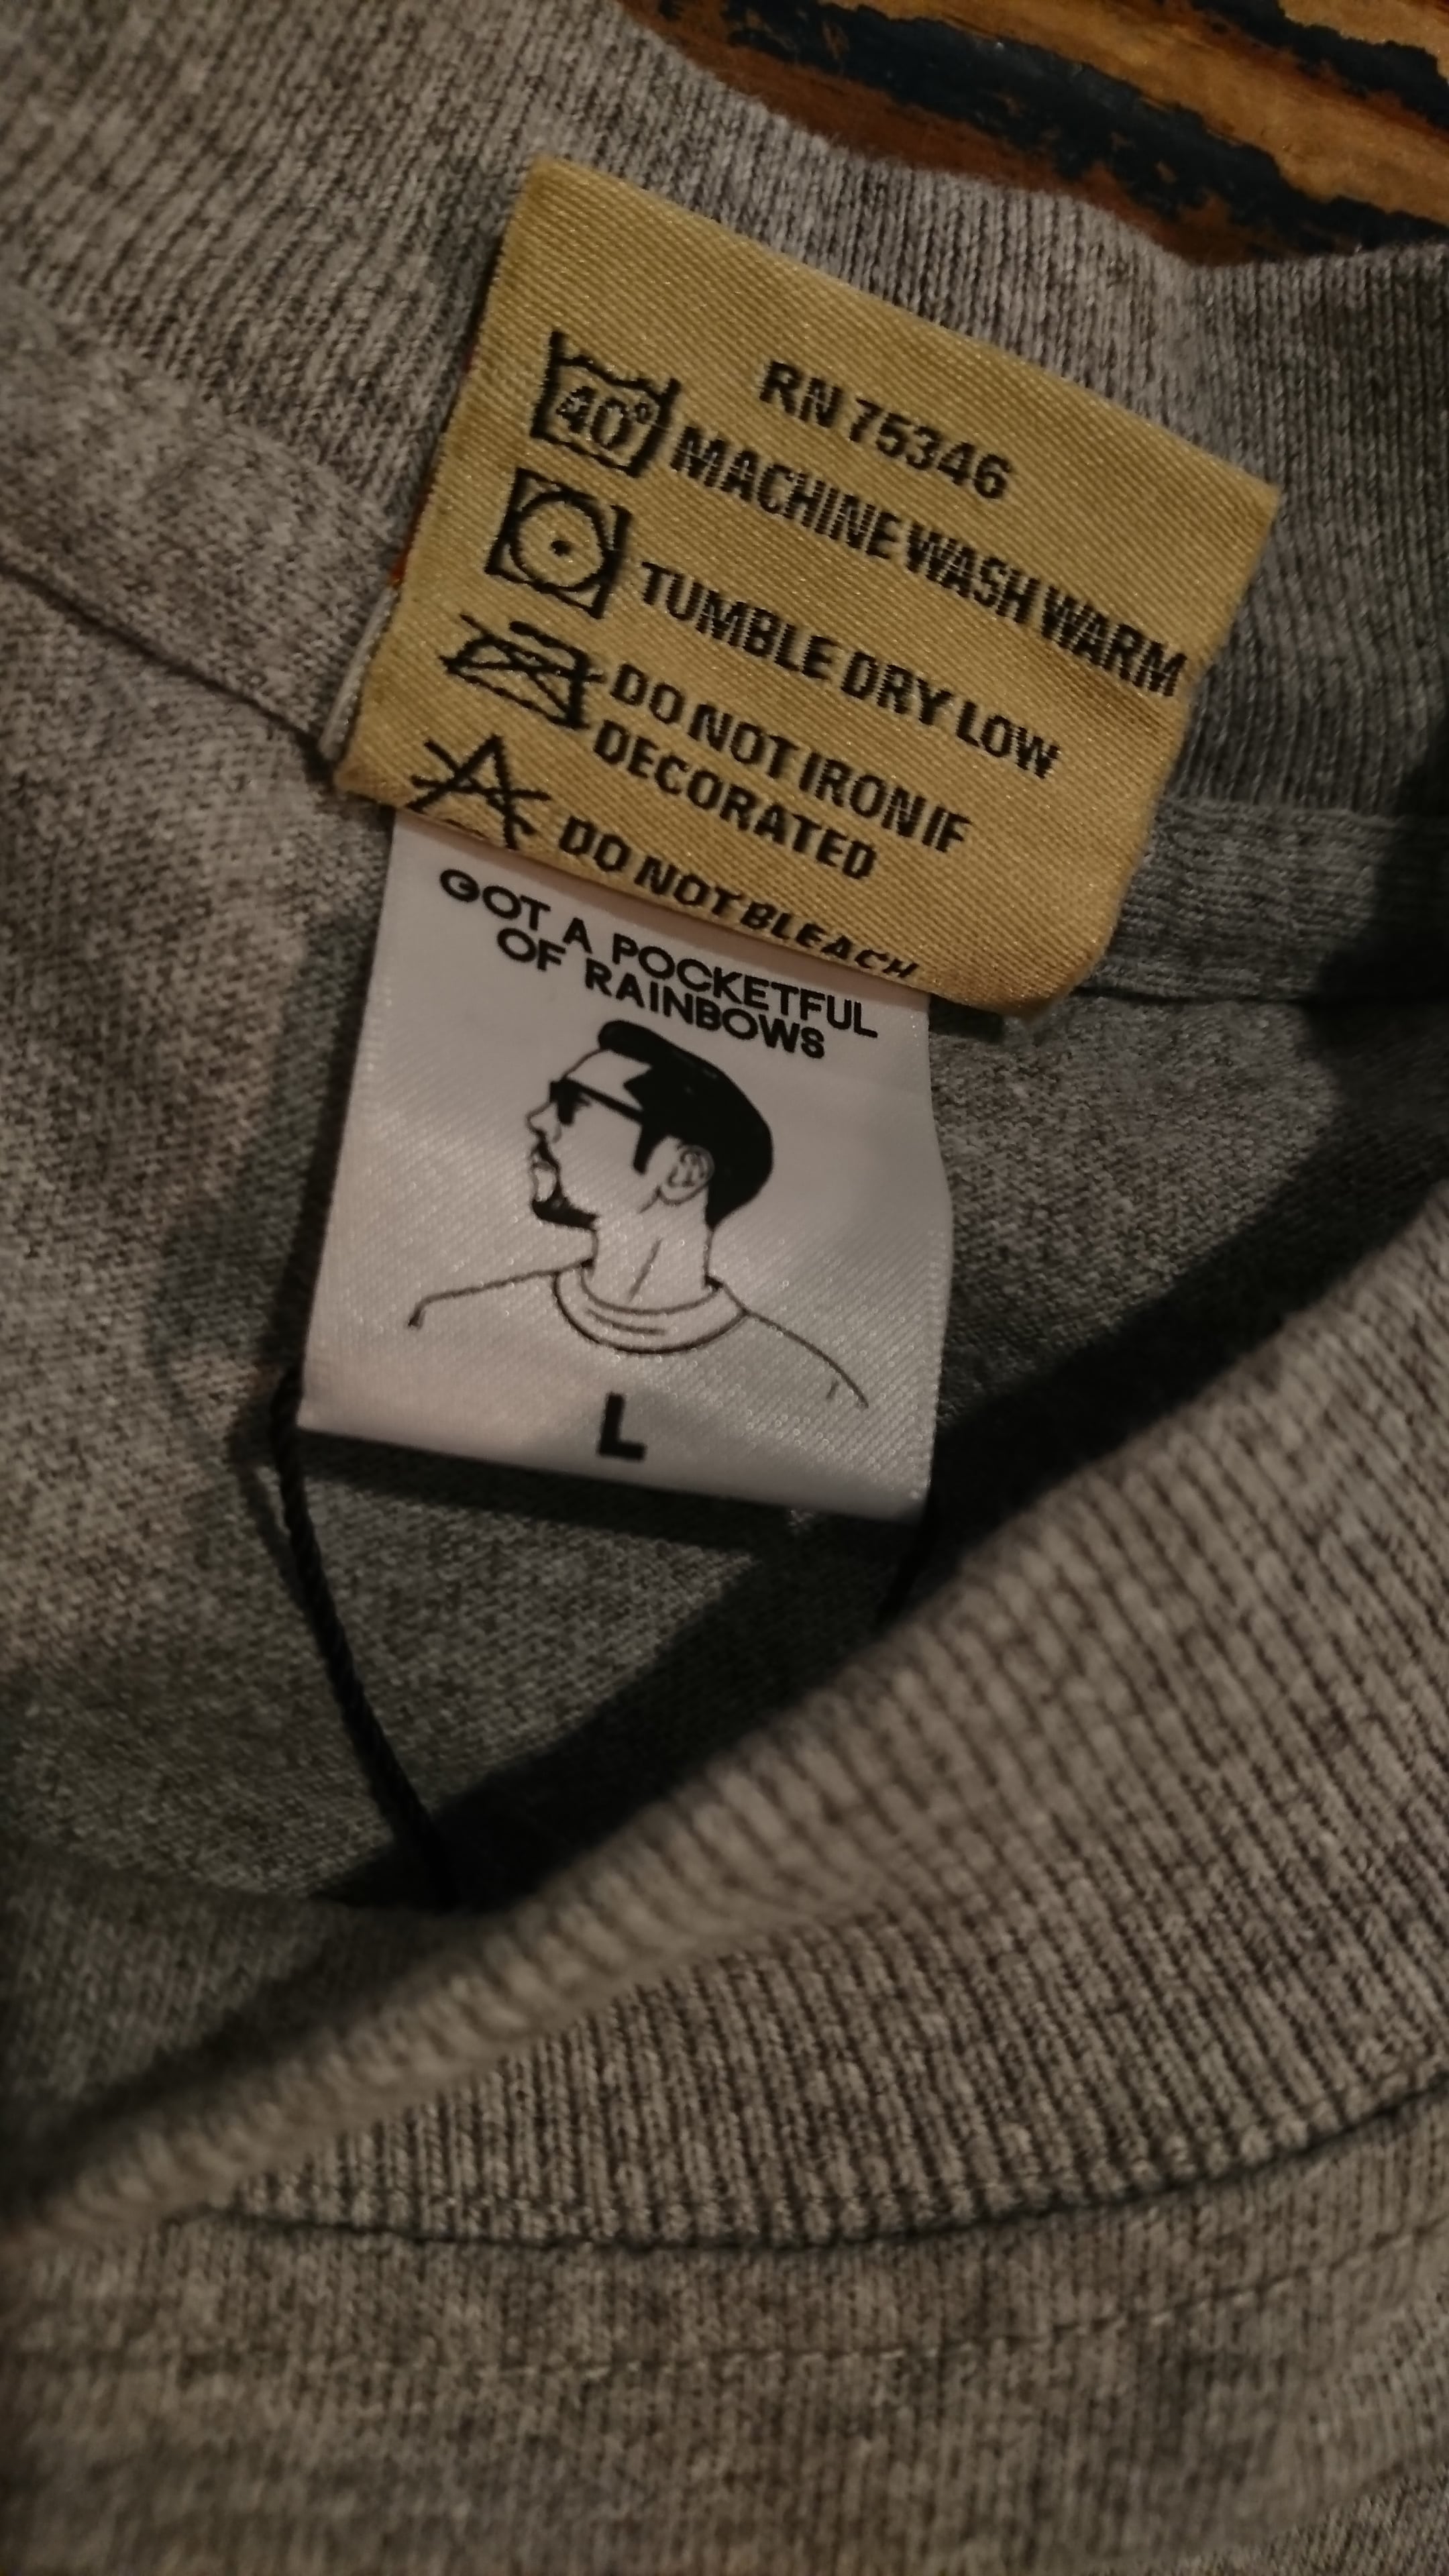 RN 75346
40° MACHINE WASH WARM
TUMBLE DRY LOW
DO NOT IRON IF
DECORATED
DO NOT BLEACH
GOT A POCKETFUL
OF RAINBOWS
L